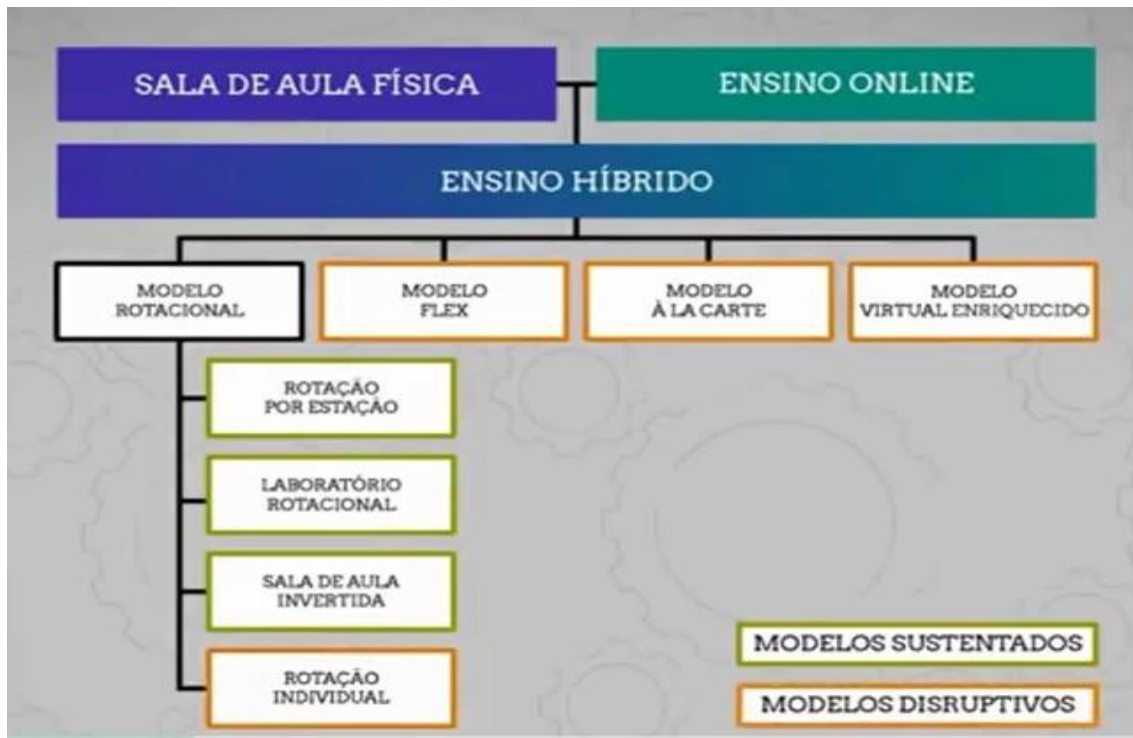 SALA DE AULA FÍSICA
ENSINO ONLINE
ENSINO HÍBRIDO
MODELO
ROTACIONAL
MODELO
FLEX
MODELO
À LA CARTE
MODELO
VIRTUAL ENRIQUECIDO
ROTAÇÃO
POR ESTAÇÃO
LABORATÓRIO
ROTACIONAL
SALA DE AULA
INVERTIDA
ROTAÇÃO
INDIVIDUAL
MODELOS SUSTENTADOS
MODELOS DISRUPTIVOS